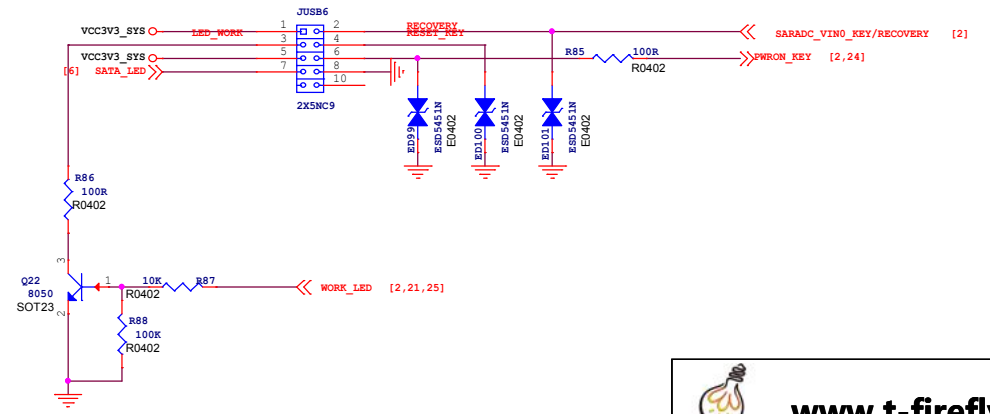 JUSB6
VCC3V3_SYS
LED_WORK
1
2
RECOVERY
RESET_KEY
3
4
SARADC_VIN0_KEY/RECOVERY [2]
VCC3V3_SYS
5
6
R85
100R
R0402
PWRON_KEY [2,24]
[6]
SATA_LED
7
8
10
2X5NC9
ED99
ESD5451N
E0402
ED100
ESD5451N
E0402
ED101
ESD5451N
E0402
R86
100R
R0402
3
Q22
8050
SOT23
1
2
10K
R87
R0402
WORK_LED [2,21,25]
R88
100K
R0402
www.t-firefly